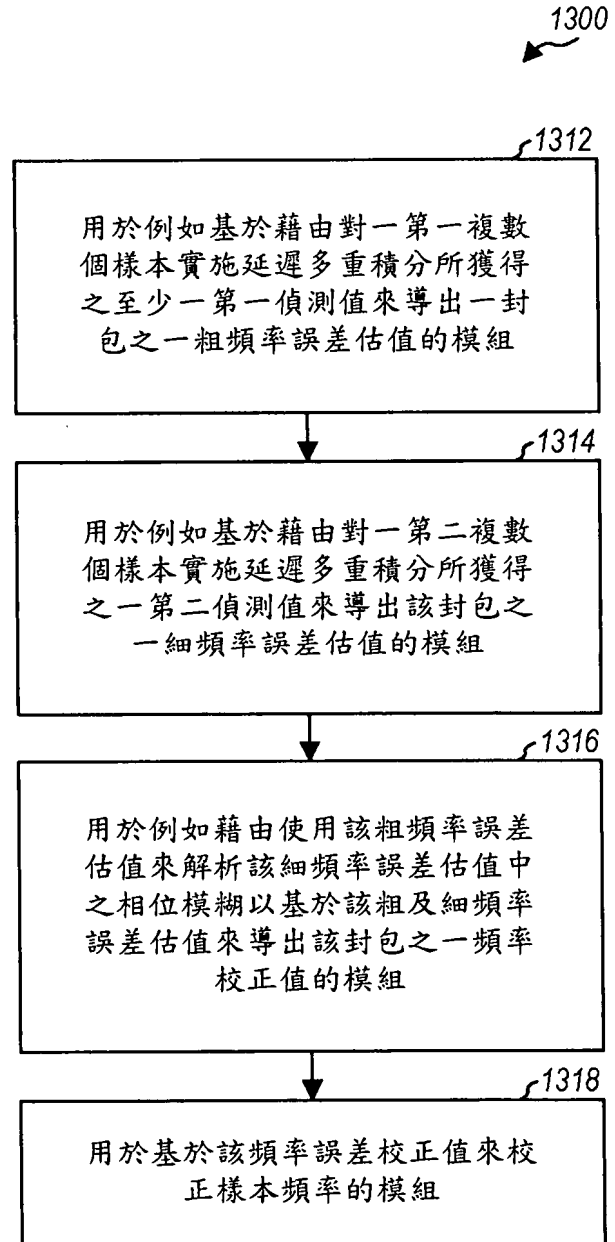 1300
1312
用於例如基於藉由對一第一複數
個樣本實施延遲多重積分所獲得
之至少一第一偵測值來導出一封
包之一粗頻率誤差估值的模組
1314
用於例如基於藉由對一第二複數
個樣本實施延遲多重積分所獲得
之一第二偵測值來導出該封包之
一細頻率誤差估值的模組
1316
用於例如藉由使用該粗頻率誤差
估值來解析該細頻率誤差估值中
之相位模糊以基於該粗及細頻率
誤差估值來導出該封包之一頻率
校正值的模組
1318
用於基於該頻率誤差校正值來校
正樣本頻率的模組